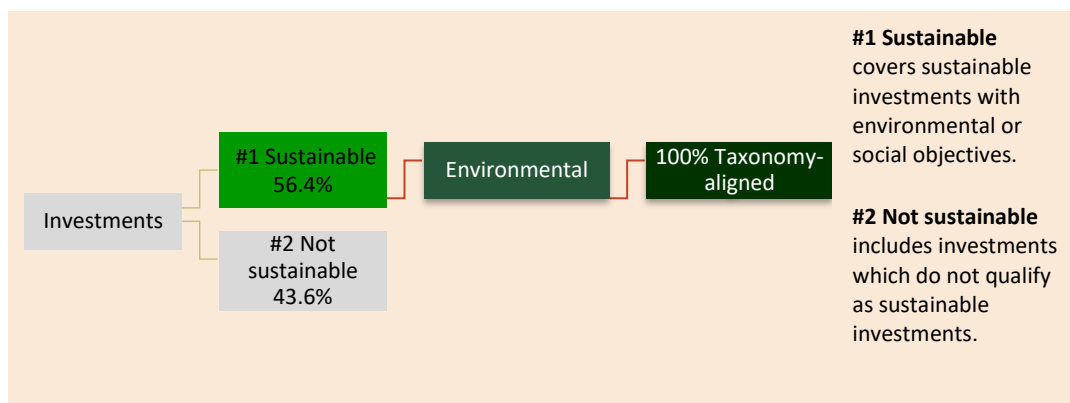 Investments
#1 Sustainable
56.4%
#2 Not
sustainable
43.6%
Environmental
100% Taxonomy-
aligned
#1 Sustainable
covers sustainable
investments with
environmental or
social objectives.
#2 Not sustainable
includes investments
which do not qualify
as sustainable
investments.